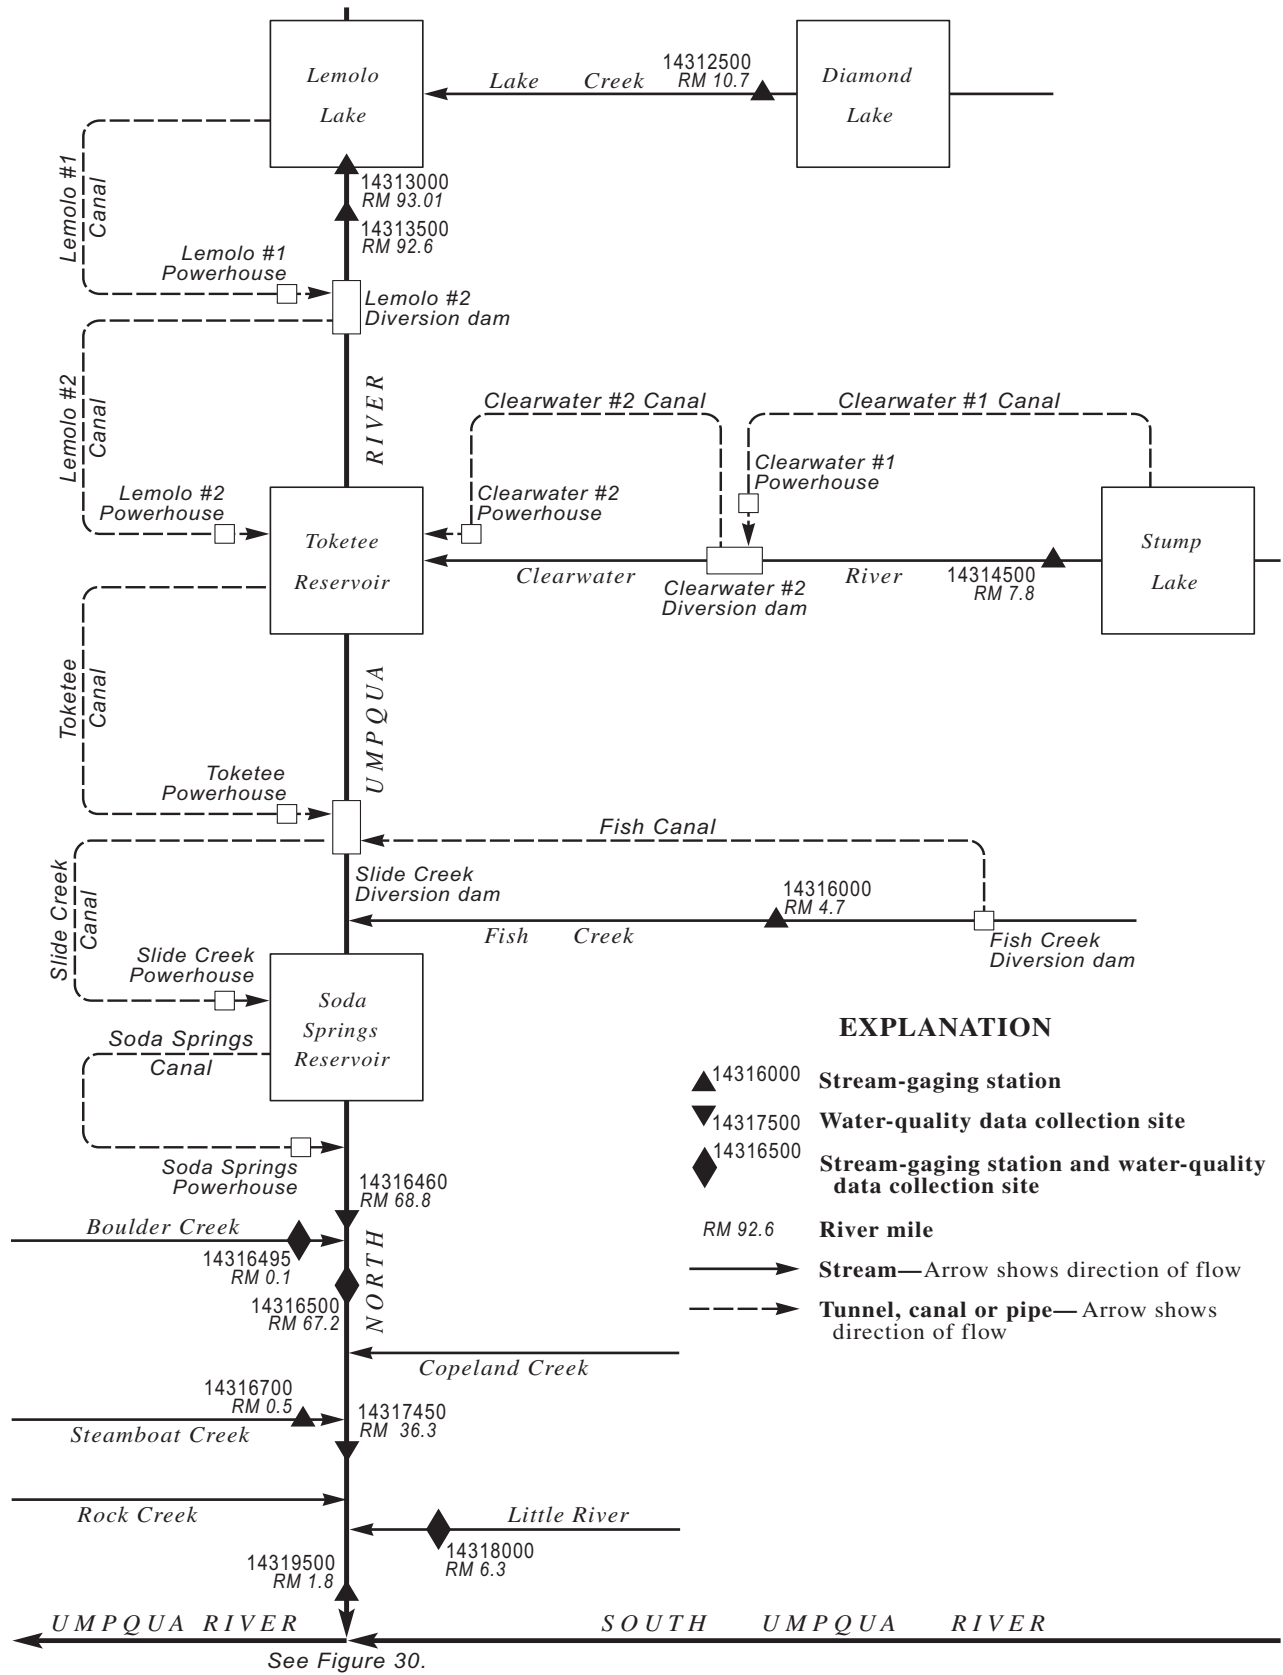 Lemolo
Lake
Lake Creek
14312500
RM 10.7
Diamond
Lake
Lemolo #1
Canal
14313000
RM 93.01
14313500
RM 92.6
Lemolo #1
Powerhouse
Lemolo #2
Diversion dam
Lemolo #2
Canal
RIVER
Clearwater #2 Canal
Clearwater #1 Canal
Lemolo #2
Powerhouse
Clearwater #2
Powerhouse
Clearwater #1
Powerhouse
Toketee
Reservoir
Stump
Lake
Clearwater River
14314500
RM 7.8
Clearwater #2
Diversion dam
Toketee
Canal
UMPQUA
Toketee
Powerhouse
Fish Canal
Slide Creek
Diversion dam
Slide Creek
Canal
14316000
RM 4.7
Fish Creek
Fish Creek
Diversion dam
Slide Creek
Powerhouse
Soda
Springs
Reservoir
Soda Springs
Canal
Soda Springs
Powerhouse
14316460
RM 68.8
Boulder Creek
14316495
RM 0.1
NORTH
14316500
RM 67.2
Copeland Creek
14316700
RM 0.5
Steamboat Creek
14317450
RM 36.3
Rock Creek
Little River
14318000
RM 6.3
14319500
RM 1.8
UMPQUA RIVER
SOUTH UMPQUA RIVER
See Figure 30.
EXPLANATION
14316000 Stream-gaging station
14317500 Water-quality data collection site
14316500 Stream-gaging station and water-quality
data collection site
RM 92.6 River mile
Stream—Arrow shows direction of flow
Tunnel, canal or pipe—Arrow shows
direction of flow